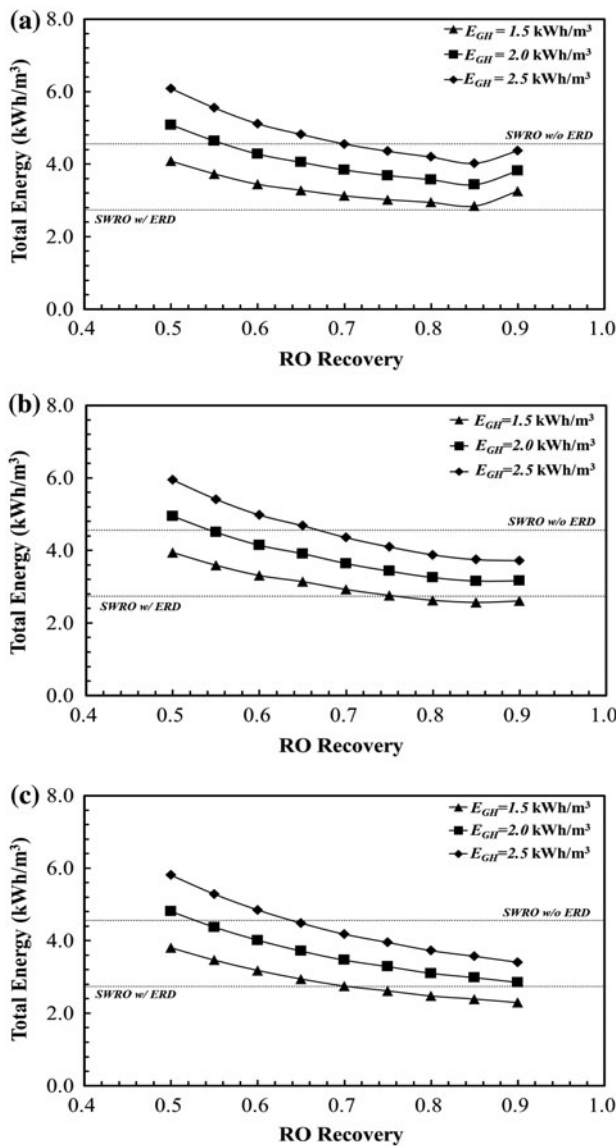 (a)
8.0
6.0
4.0
2.0
0.0
Total Energy (kWh/m³)
E_GH = 1.5 kWh/m³
E_GH = 2.0 kWh/m³
E_GH = 2.5 kWh/m³
SWRO w/o ERD
SWRO w/ ERD
0.4 0.5 0.6 0.7 0.8 0.9 1.0
RO Recovery
(b)
8.0
6.0
4.0
2.0
0.0
Total Energy (kWh/m³)
E_GH=1.5 kWh/m³
E_GH=2.0 kWh/m³
E_GH=2.5 kWh/m³
SWRO w/o ERD
SWRO w/ ERD
0.4 0.5 0.6 0.7 0.8 0.9 1.0
RO Recovery
(c)
8.0
6.0
4.0
2.0
0.0
Total Energy (kWh/m³)
E_GH=1.5 kWh/m³
E_GH=2.0 kWh/m³
E_GH=2.5 kWh/m³
SWRO w/o ERD
SWRO w/ ERD
0.4 0.5 0.6 0.7 0.8 0.9 1.0
RO Recovery